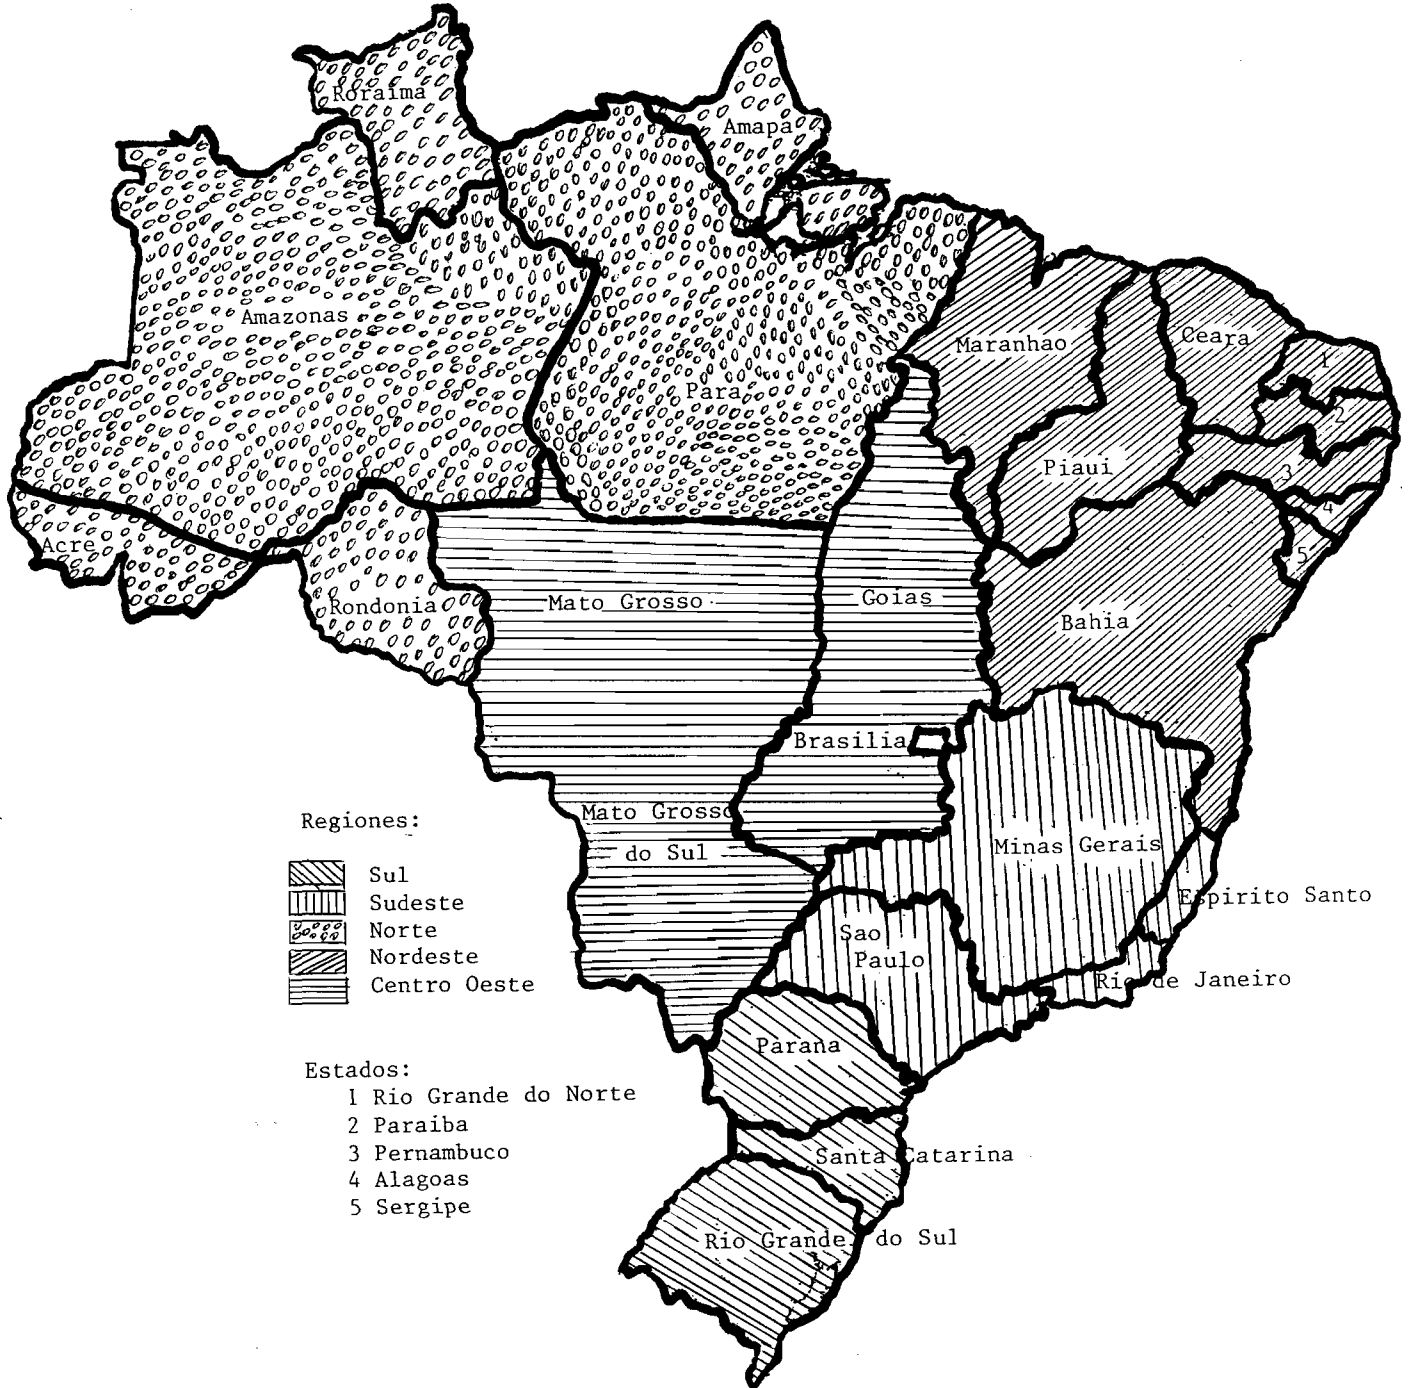 Roraima
Amapa
Amazonas
Para
Maranhao
Ceara
1
2
Piaui
3
4
Acre
5
Rondonia
Mato Grosso
Goias
Bahia
Brasilia
Mato Grosso
do Sul
Minas Gerais
Espirito Santo
Sao
Paulo
Rio de Janeiro
Parana
Santa Catarina
Rio Grande do Sul
Regiones:
Sul
Sudeste
Norte
Nordeste
Centro Oeste
Estados:
1 Rio Grande do Norte
2 Paraiba
3 Pernambuco
4 Alagoas
5 Sergipe